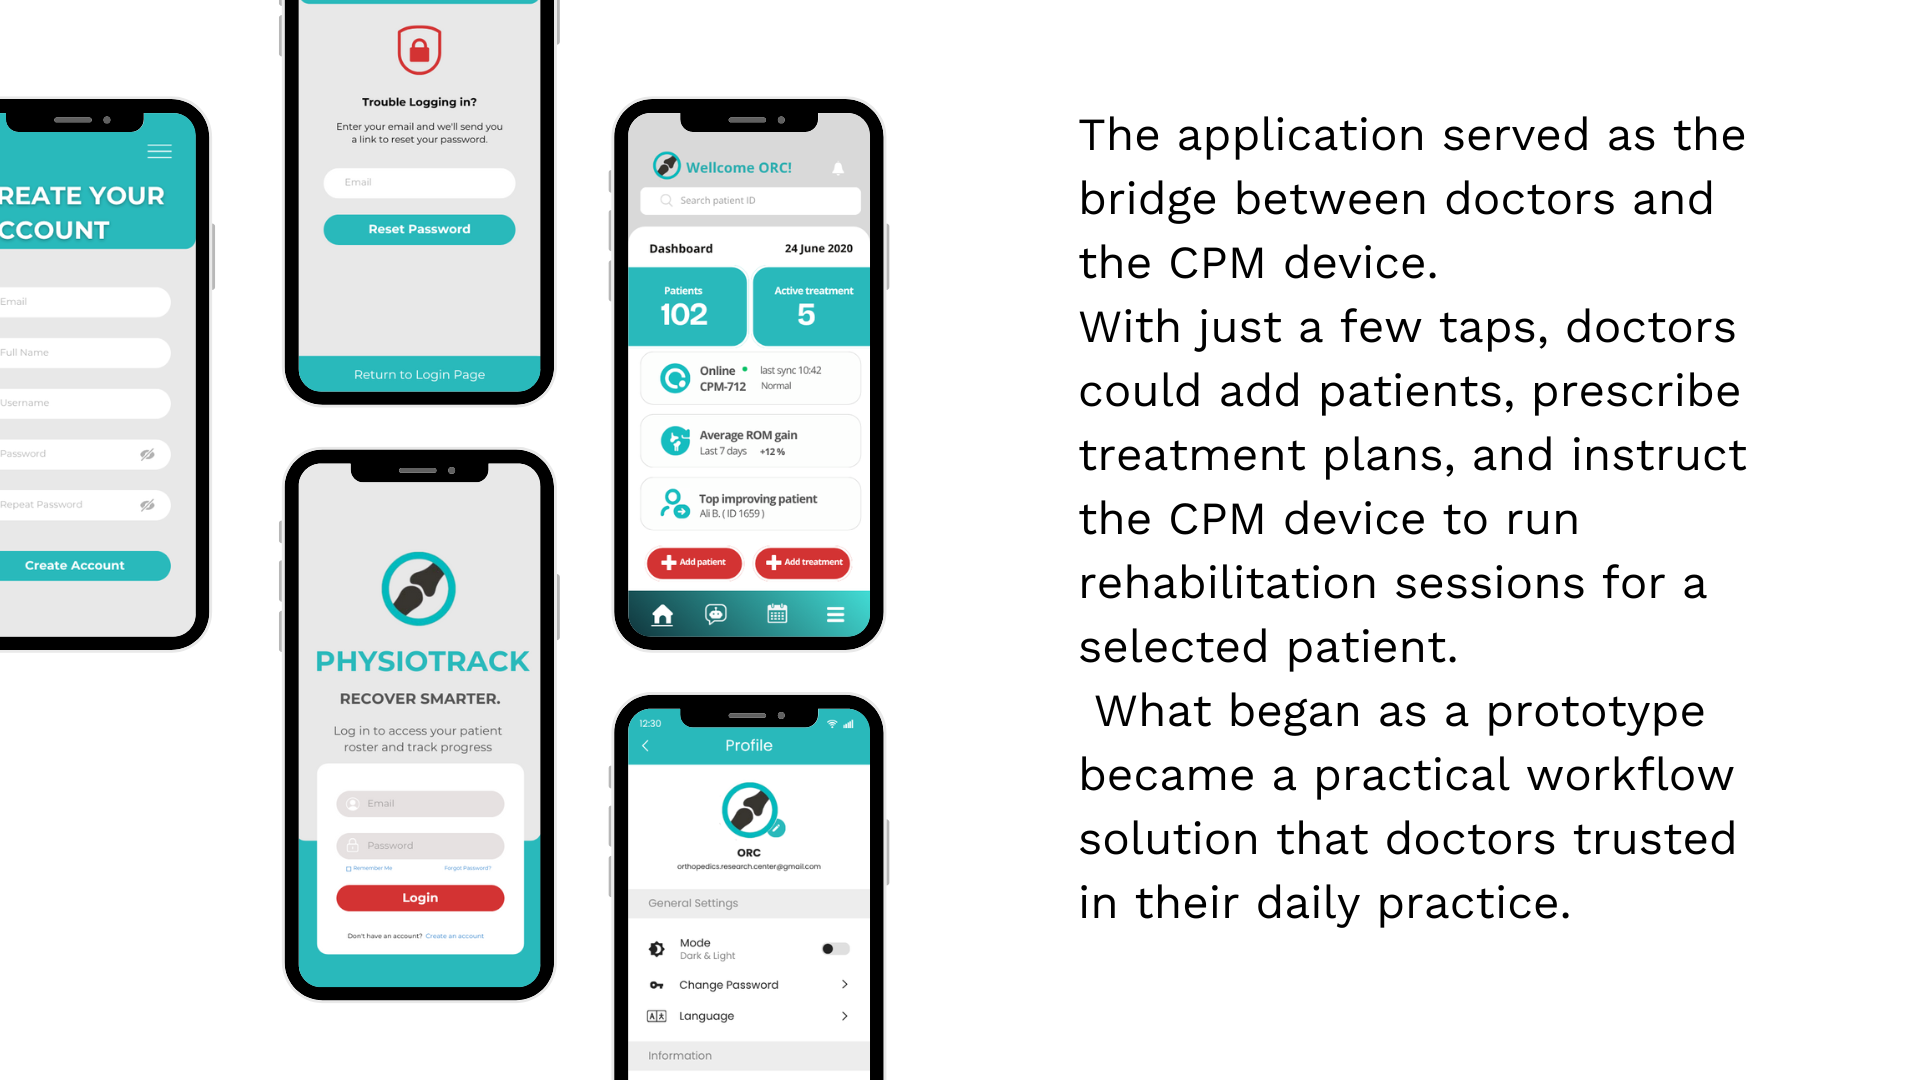 REATE YOUR
CCOUNT
Email
Full Name
Username
Password
Repeat Password
Create Account
Trouble Logging in?
Enter your email and we'll send you
a link to reset your password.
Email
Reset Password
Return to Login Page
PHYSIOTRACK
RECOVER SMARTER.
Log in to access your patient
roster and track progress
Email
Password
Remember Me Forgot Password?
Login
Don't have an account? Create an account
Wellcome ORC!
Search patient ID
Dashboard 24 June 2020
Patients Active treatment
102 5
Online last sync 10:42
CPM-712 Normal
Average ROM gain
Last 7 days +12 %
Top improving patient
Ali B. ( ID 1659 )
Add patient Add treatment
12:30
Profile
ORC
orthopedics.research.center@gmail.com
General Settings
Mode
Dark & Light
Change Password
Language
Information
The application served as the
bridge between doctors and
the CPM device.
With just a few taps, doctors
could add patients, prescribe
treatment plans, and instruct
the CPM device to run
rehabilitation sessions for a
selected patient.
What began as a prototype
became a practical workflow
solution that doctors trusted
in their daily practice.